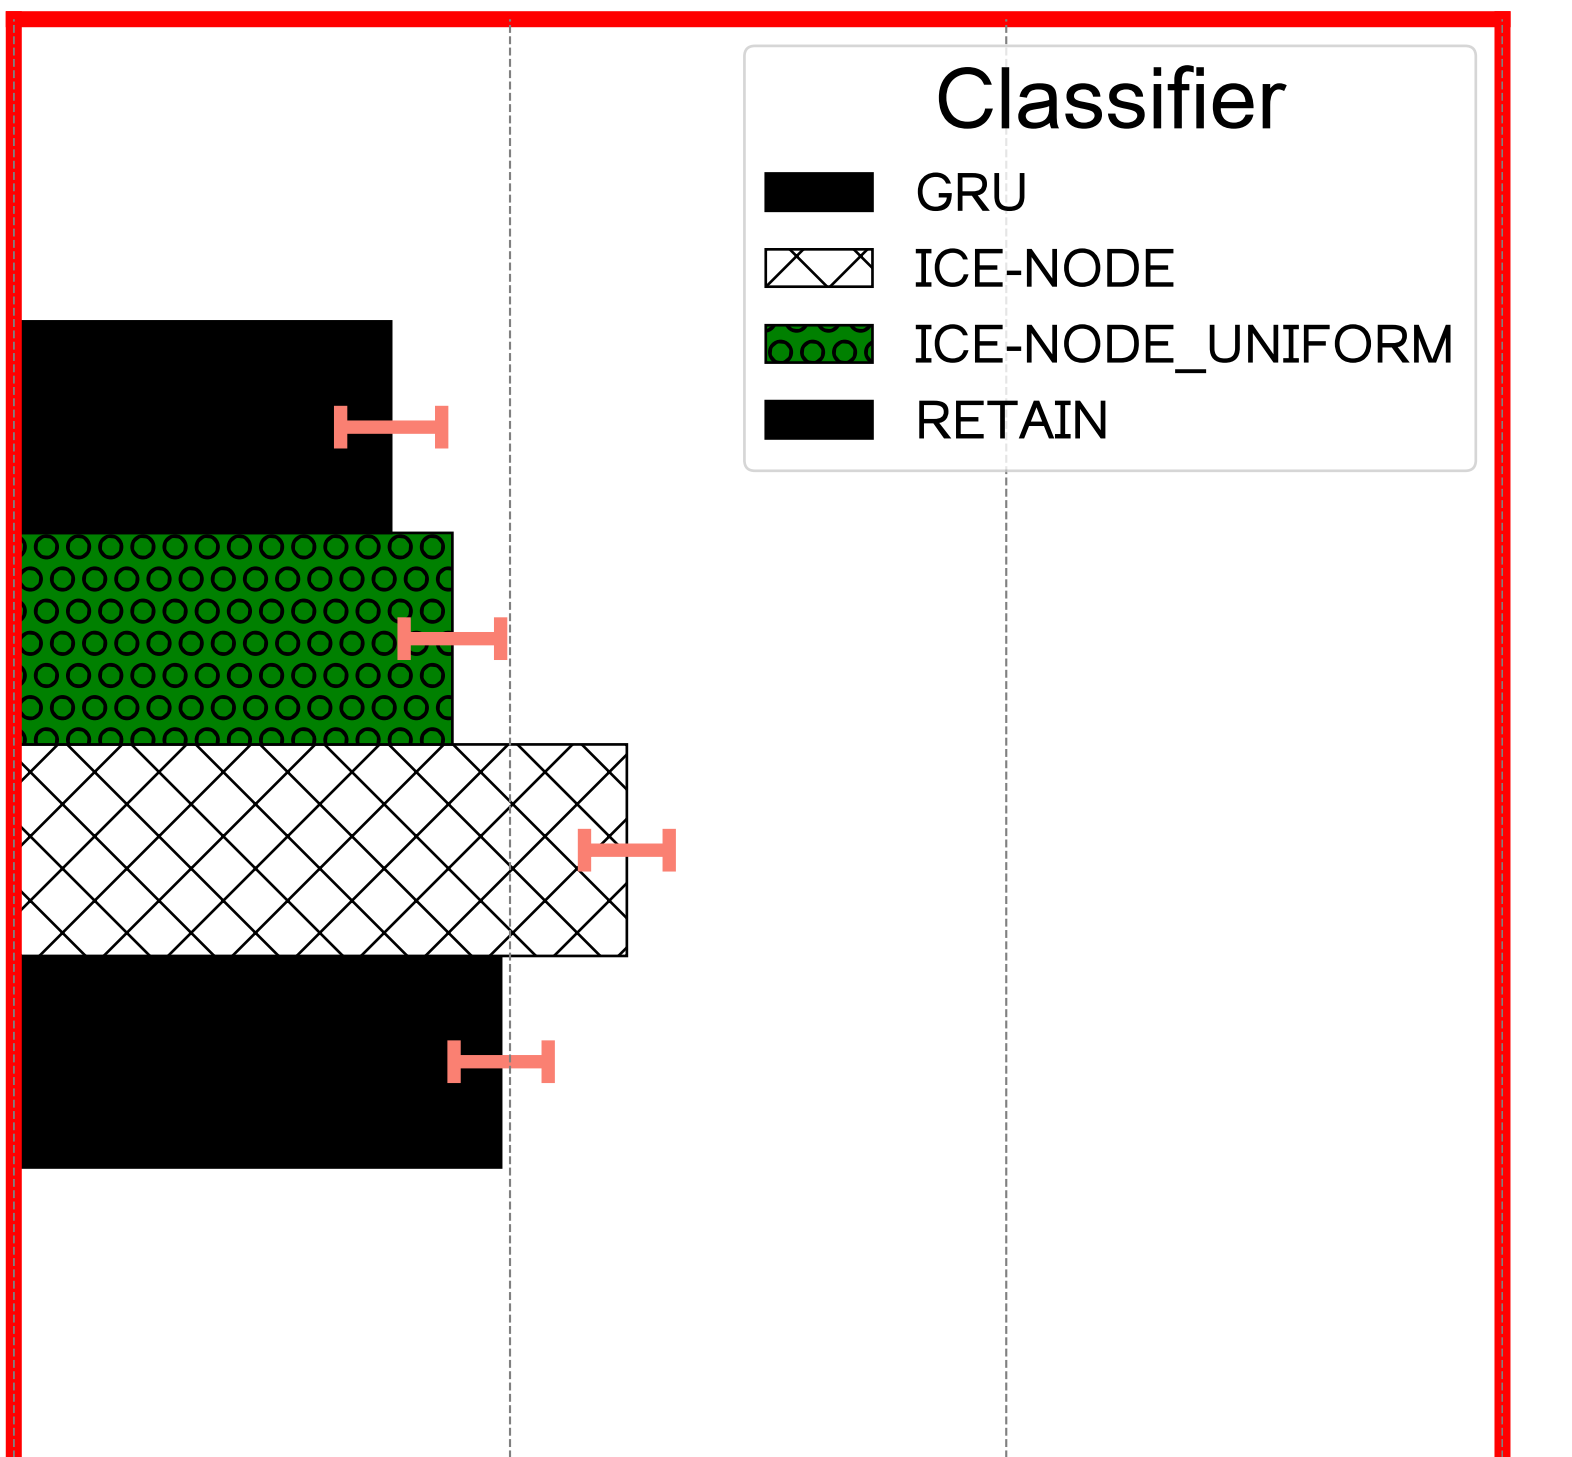 Classifier
GRU
ICE-NODE
ICE-NODE_UNIFORM
RETAIN